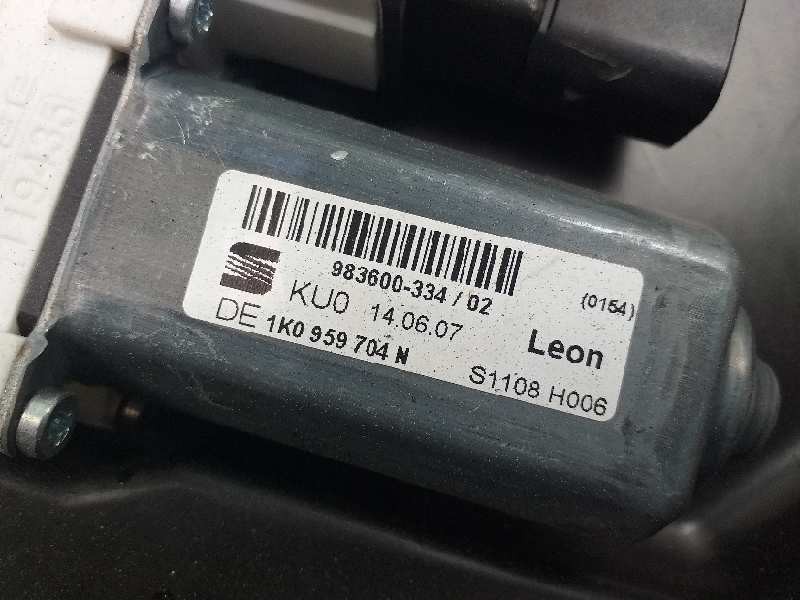 983600-334/02
(0154)
KU0 14.06.07
DE 1K0 959 704 N
Leon
S1108 H006